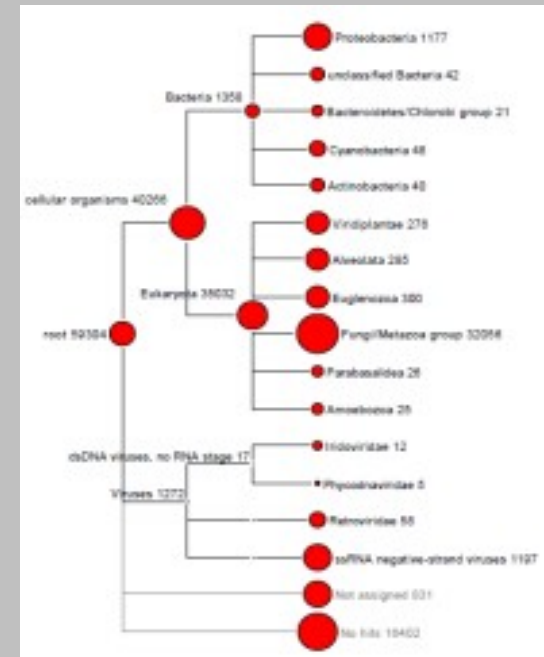 Proteobacteria 1177
unclassified Bacteria 42
Bacteria 1358
Bacteroidetes/Chlorobi group 21
Cyanobacteria 48
Actinobacteria 40
cellular organisms 40266
Viridiplantae 276
Alveolata 285
Eukaryota 38032
Euglenozoa 380
root 59304
Fungi/Metazoa group 32056
Parabasalidea 26
Amoebozoa 25
Iridoviridae 12
dsDNA viruses, no RNA stage 17
Phycodnaviridae 5
Viruses 1272
Retroviridae 58
ssRNA negative-strand viruses 1197
Not assigned
No hits